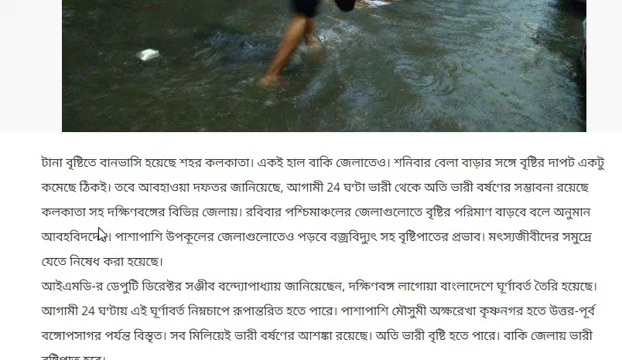 টানা বৃষ্টিতে বানভাসি হয়েছে শহর কলকাতা। একই হাল বাকি জেলাতেও। শনিবার বেলা বাড়ার সঙ্গে বৃষ্টির দাপট একটু
কমেছে ঠিকই। তবে আবহাওয়া দফতর জানিয়েছে, আগামী 24 ঘণ্টা ভারী থেকে অতি ভারী বর্ষণের সম্ভাবনা রয়েছে
কলকাতা সহ দক্ষিণবঙ্গের বিভিন্ন জেলায়। রবিবার পশ্চিমাঞ্চলের জেলাগুলোতে বৃষ্টির পরিমাণ বাড়বে বলে অনুমান
পাশাপাশি উপকূলের জেলাগুলোতেও পড়বে বজ্রবিদ্যুৎ সহ বৃষ্টিপাতের প্রভাব। মৎস্যজীবীদের সমুদ্রে
যেতে নিষেধ করা হয়েছে।
আইএমডি-র ডেপুটি ডিরেক্টর সঞ্জীব বন্দ্যোপাধ্যায় জানিয়েছেন, দক্ষিণবঙ্গ লাগোয়া বাংলাদেশে ঘূর্ণাবর্ত তৈরি হয়েছে।
আগামী 24 ঘণ্টায় এই ঘূর্ণাবর্ত নিম্নচাপে রূপান্তরিত হতে পারে। পাশাপাশি মৌসুমী অক্ষরেখা কৃষ্ণনগর হতে উত্তর-পূর্ব
বঙ্গোপসাগর পর্যন্ত বিস্তৃত। সব মিলিয়েই ভারী বর্ষণের আশঙ্কা রয়েছে। অতি ভারী বৃষ্টি হতে পারে। বাকি জেলায় ভারী